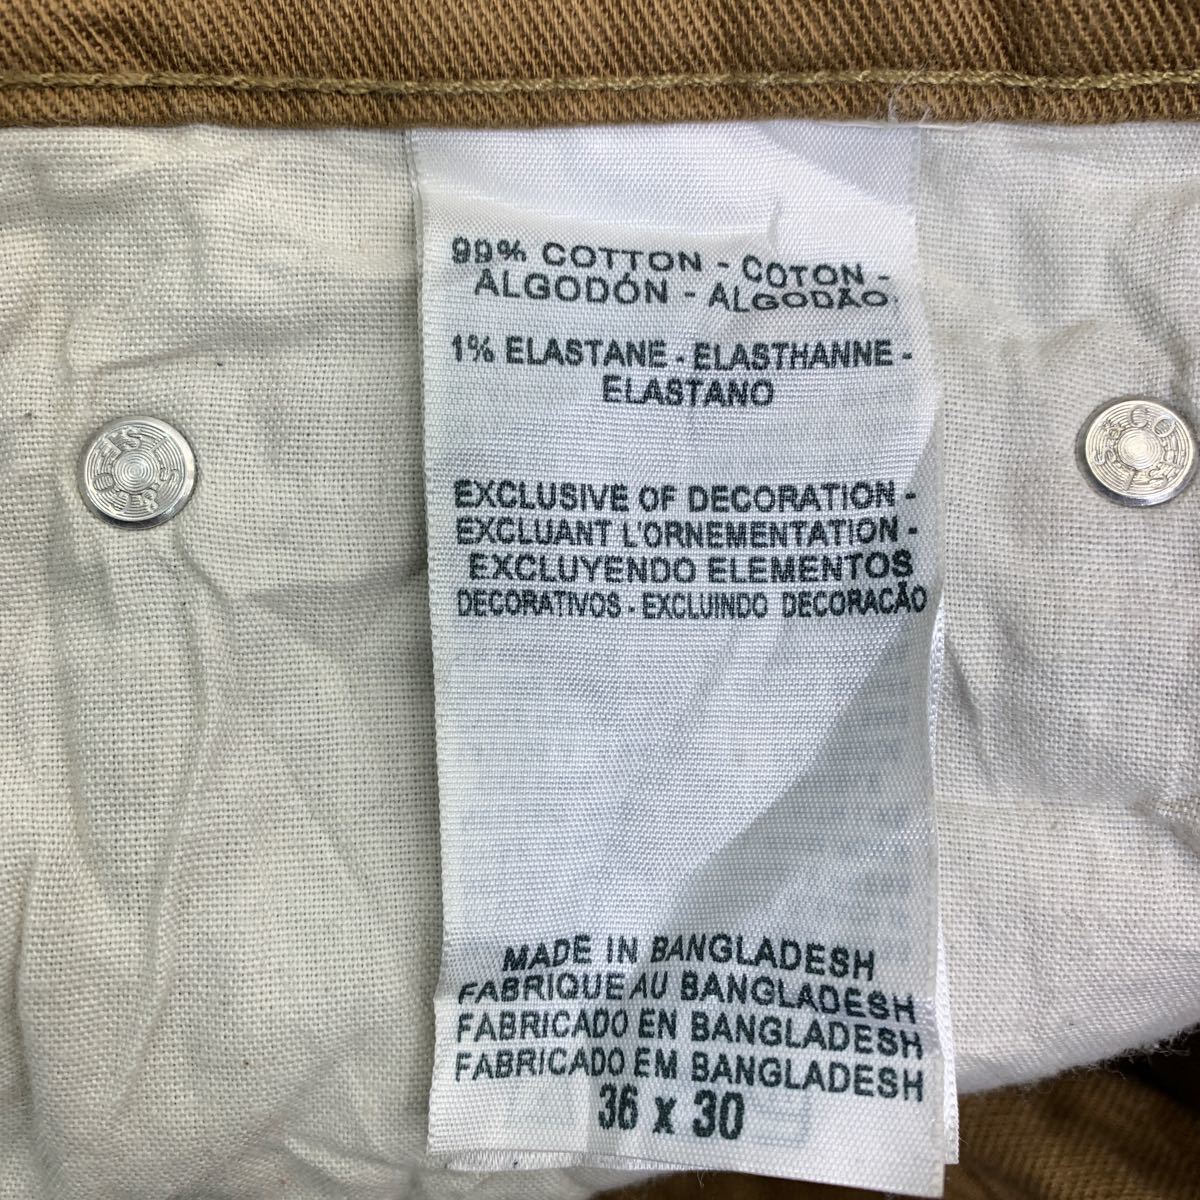 99% COTTON - COTON -
ALGODÓN - ALGODÃO
1% ELASTANE - ELASTHANNE -
ELASTANO
EXCLUSIVE OF DECORATION -
EXCLUANT L'ORNEMENTATION -
EXCLUYENDO ELEMENTOS
DECORATIVOS - EXCLUINDO DECORACÃO
MADE IN BANGLADESH
FABRIQUE AU BANGLADESH
FABRICADO EN BANGLADESH
FABRICADO EM BANGLADESH
36 x 30